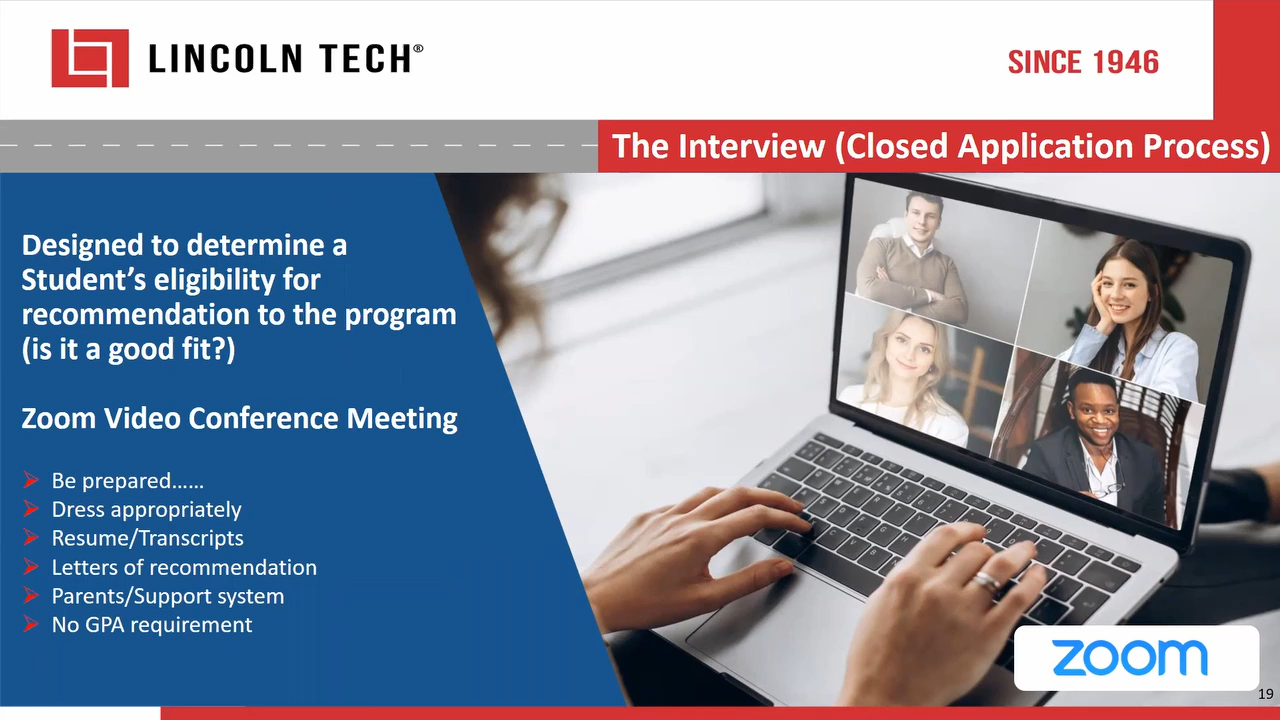 LINCOLN TECH®
SINCE 1946
The Interview (Closed Application Process)
Designed to determine a
Student’s eligibility for
recommendation to the program
(is it a good fit?)
Zoom Video Conference Meeting
➢ Be prepared……
➢ Dress appropriately
➢ Resume/Transcripts
➢ Letters of recommendation
➢ Parents/Support system
➢ No GPA requirement
zoom
19